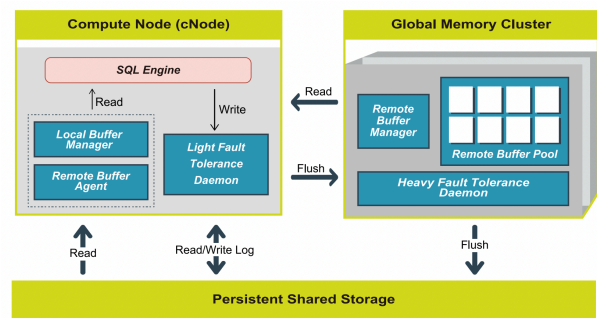 Compute Node (cNode)
SQL Engine
Read
Write
Local Buffer
Manager
Remote Buffer
Agent
Light Fault
Tolerance
Daemon
Read
Flush
Global Memory Cluster
Remote
Buffer
Manager
Remote Buffer Pool
Heavy Fault Tolerance
Daemon
Read
Read/Write Log
Flush
Persistent Shared Storage